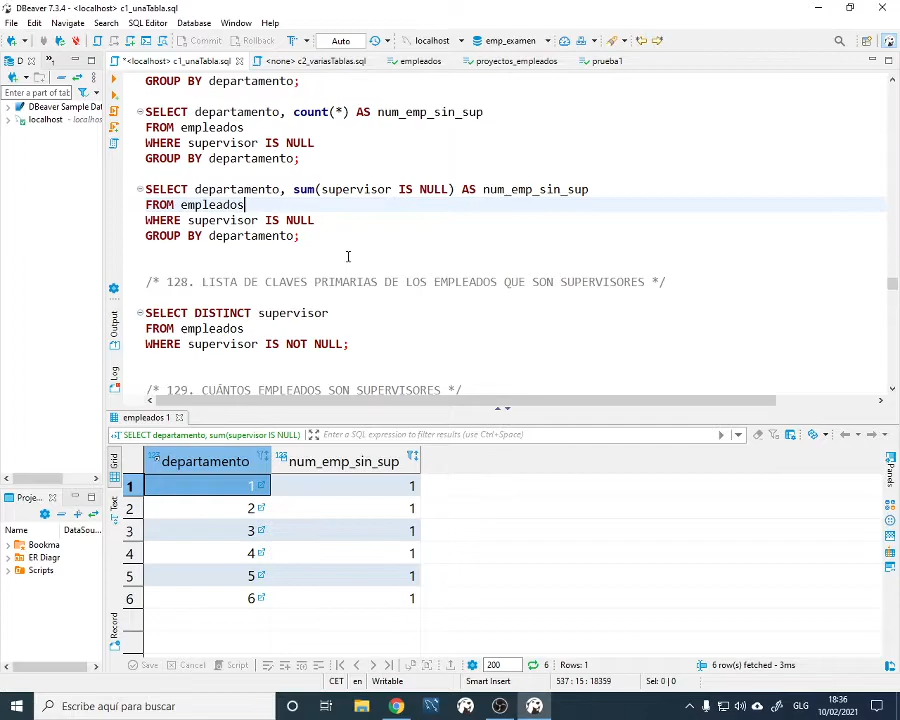 DBeaver 7.3.4 - <localhost> c1_unaTabla.sql
File Edit Navigate Search SQL Editor Database Window Help
Commit Rollback Auto localhost emp_examen
D *<localhost> c1_unaTabla.sql <none> c2_variasTablas.sql empleados proyectos_empleados prueba1
Enter a part of tabl
DBeaver Sample Dat
localhost
GROUP BY departamento;
SELECT departamento, count(*) AS num_emp_sin_sup
FROM empleados
WHERE supervisor IS NULL
GROUP BY departamento;
SELECT departamento, sum(supervisor IS NULL) AS num_emp_sin_sup
FROM empleados
WHERE supervisor IS NULL
GROUP BY departamento;
/* 128. LISTA DE CLAVES PRIMARIAS DE LOS EMPLEADOS QUE SON SUPERVISORES */
SELECT DISTINCT supervisor
FROM empleados
WHERE supervisor IS NOT NULL;
/* 129. CUÁNTOS EMPLEADOS SON SUPERVISORES */
Output
Log
empleados 1
SELECT departamento, sum(supervisor IS NULL) Enter a SQL expression to filter results (use Ctrl+Space)
Grid
Text
Record
Panels
departamento num_emp_sin_sup
1 1 1
2 2 1
3 3 1
4 4 1
5 5 1
6 6 1
Proje...
Name DataSou
Bookma
ER Diagr
Scripts
Save Cancel Script 200 6 Rows: 1 6 row(s) fetched - 3ms
CET en Writable Smart Insert 537 : 15 : 18359 Sel: 0 | 0
Escribe aquí para buscar
GLG
18:36
10/02/2021